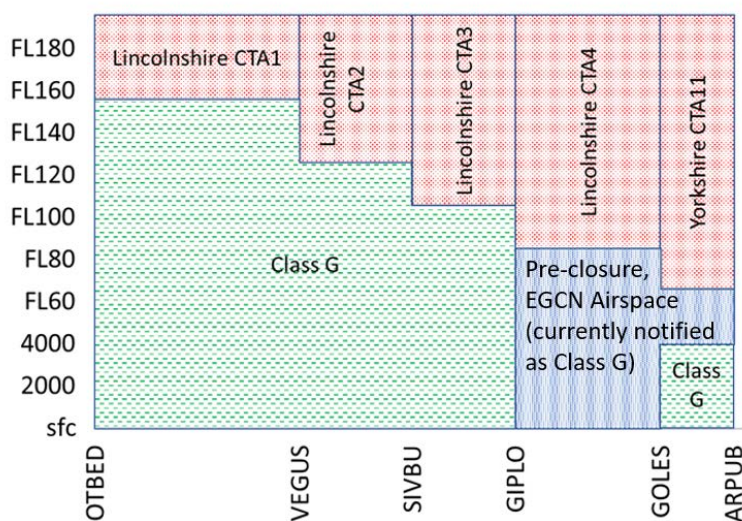 FL180
FL160
FL140
FL120
FL100
FL80
FL60
4000
2000
sfc
Lincolnshire CTA1
Lincolnshire
CTA2
Lincolnshire CTA3
Lincolnshire CTA4
Yorkshire CTA11
Class G
Pre-closure,
EGCN Airspace
(currently notified
as Class G)
Class
G
OTBED
VEGUS
SIVBU
GIPLO
GOLES
ARPUB